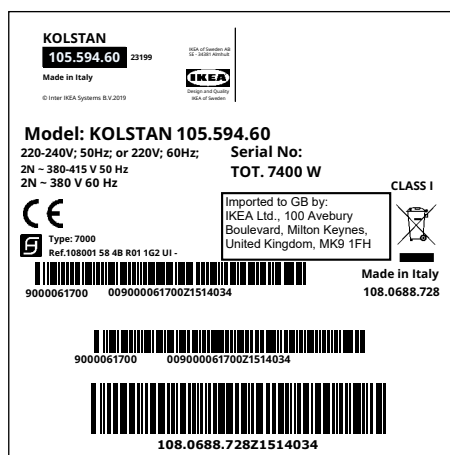 KOLSTAN
105.594.60 23199
Made in Italy
© Inter IKEA Systems B.V.2019
IKEA of Sweden AB
SE - 34381 Älmhult
IKEA
Design and Quality
IKEA of Sweden
Model: KOLSTAN 105.594.60
220-240V; 50Hz; or 220V; 60Hz;
2N ~ 380-415 V 50 Hz
2N ~ 380 V 60 Hz
Serial No:
TOT. 7400 W
CLASS I
CE
Imported to GB by:
IKEA Ltd., 100 Avebury
Boulevard, Milton Keynes,
United Kingdom, MK9 1FH
Type: 7000
Ref.108001 58 4B R01 1G2 UI -
Made in Italy
108.0688.728
9000061700 009000061700Z1514034
9000061700 009000061700Z1514034
108.0688.728Z1514034